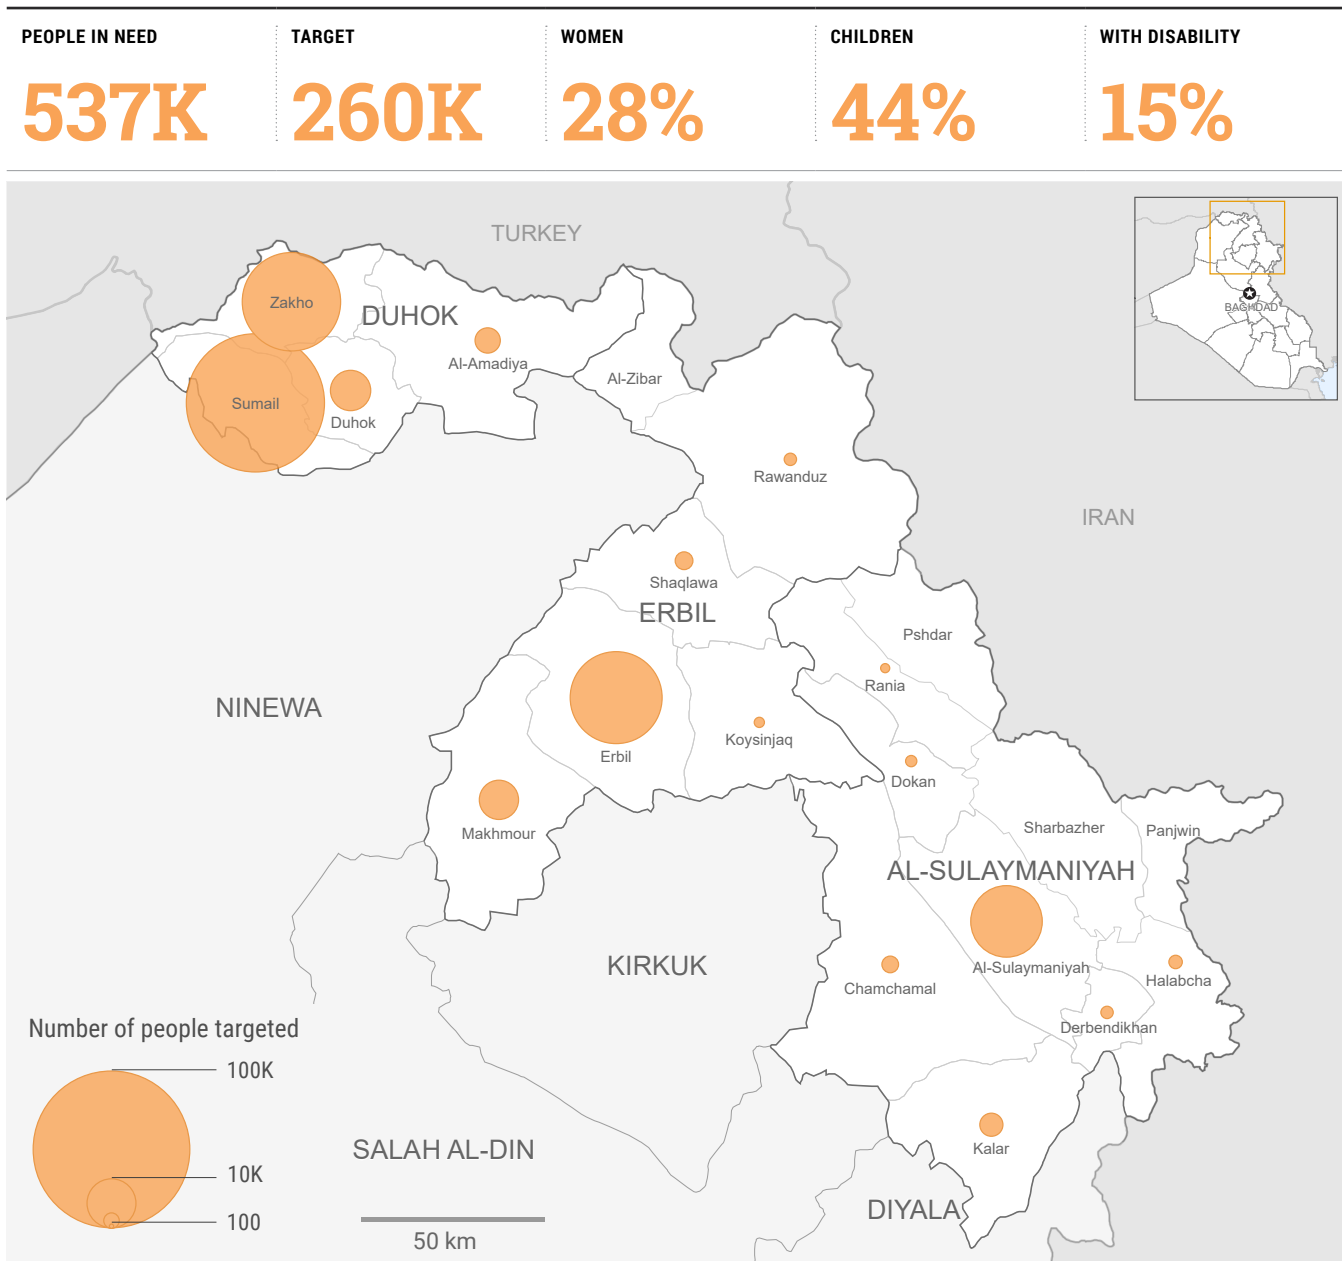 PEOPLE IN NEED
TARGET
WOMEN
CHILDREN
WITH DISABILITY
537K
260K
28%
44%
15%
TURKEY
BAGHDAD
Zakho
DUHOK
Al-Amadiya
Al-Zibar
Sumail
Duhok
Rawanduz
IRAN
Shaqlawa
ERBIL
Pshdar
Rania
NINEWA
Koysinjaq
Erbil
Dokan
Makhmour
Sharbazher
Panjwin
AL-SULAYMANIYAH
KIRKUK
Al-Sulaymaniyah
Chamchamal
Halabcha
Derbendikhan
Number of people targeted
100K
10K
100
SALAH AL-DIN
Kalar
DIYALA
50 km